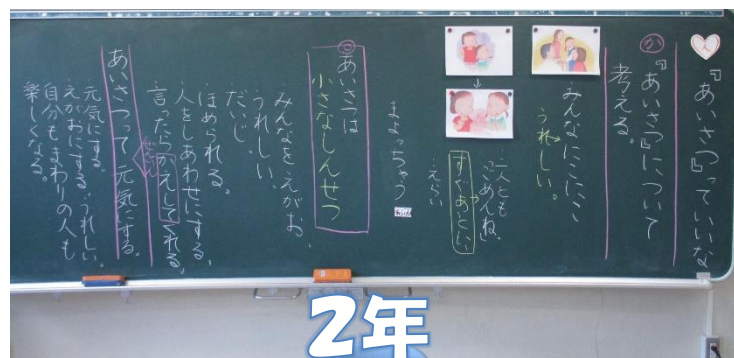 『あいさつ』っていいな
か
『あいさつ』について
考える。
みんなにこにこ
うれしい。
二人とも
「ごめんね」
えらい
まよっちゃう
あいさつは
小さなしんせつ
みんなをえがお、
うれしい、
だいじ。
ほめられる。
人をしあわせにする、
言ったらかえしてくれる、
あいさつって元気にする。
元気にする。
えがおにする、うれしい。
自分もまわりの人も
楽しくなる。
2年